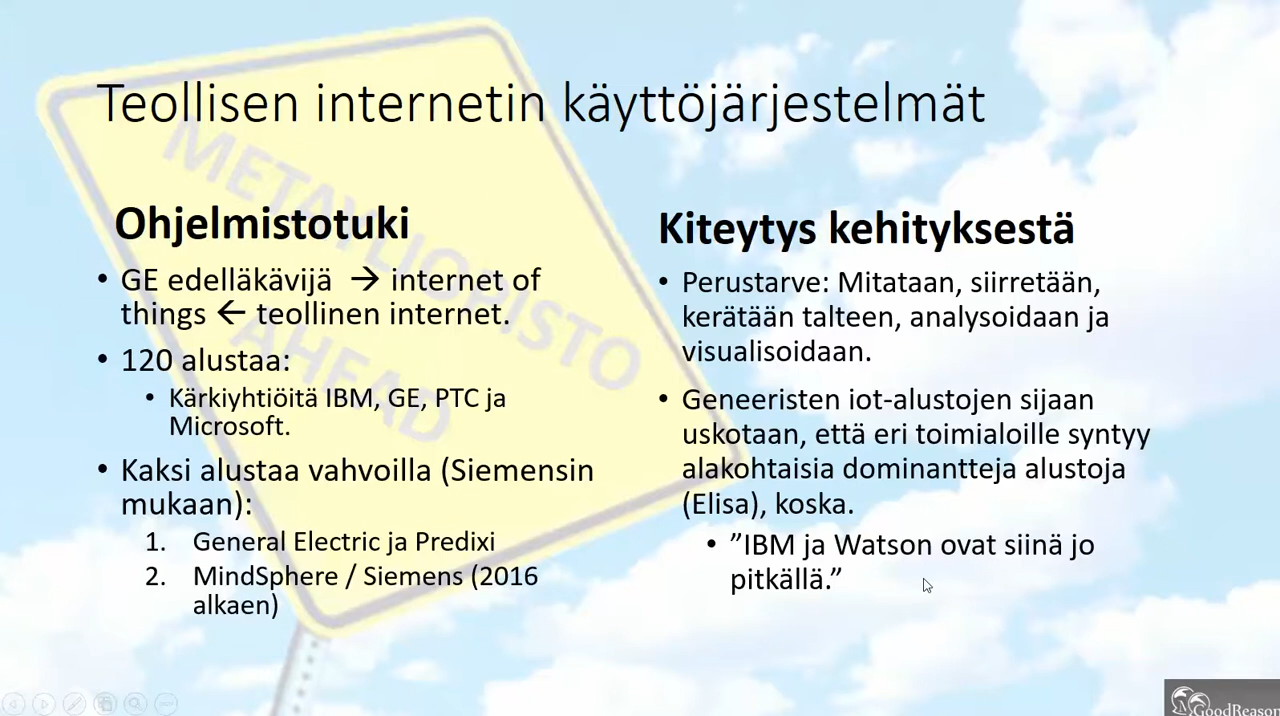 Teollisen internetin käyttöjärjestelmät
METAYLIOPISTO
AHEAD
Ohjelmistotuki
• GE edelläkävijä → internet of
things ← teollinen internet.
• 120 alustaa:
• Kärkiyhtiöitä IBM, GE, PTC ja
Microsoft.
• Kaksi alustaa vahvoilla (Siemensin
mukaan):
1. General Electric ja Predixi
2. MindSphere / Siemens (2016
alkaen)
Kiteytys kehityksestä
• Perustarve: Mitataan, siirretään,
kerätään talteen, analysoidaan ja
visualisoidaan.
• Geneeristen iot-alustojen sijaan
uskotaan, että eri toimialoille syntyy
alakohtaisia dominantteja alustoja
(Elisa), koska.
• ”IBM ja Watson ovat siinä jo
pitkällä.”
GoodReason